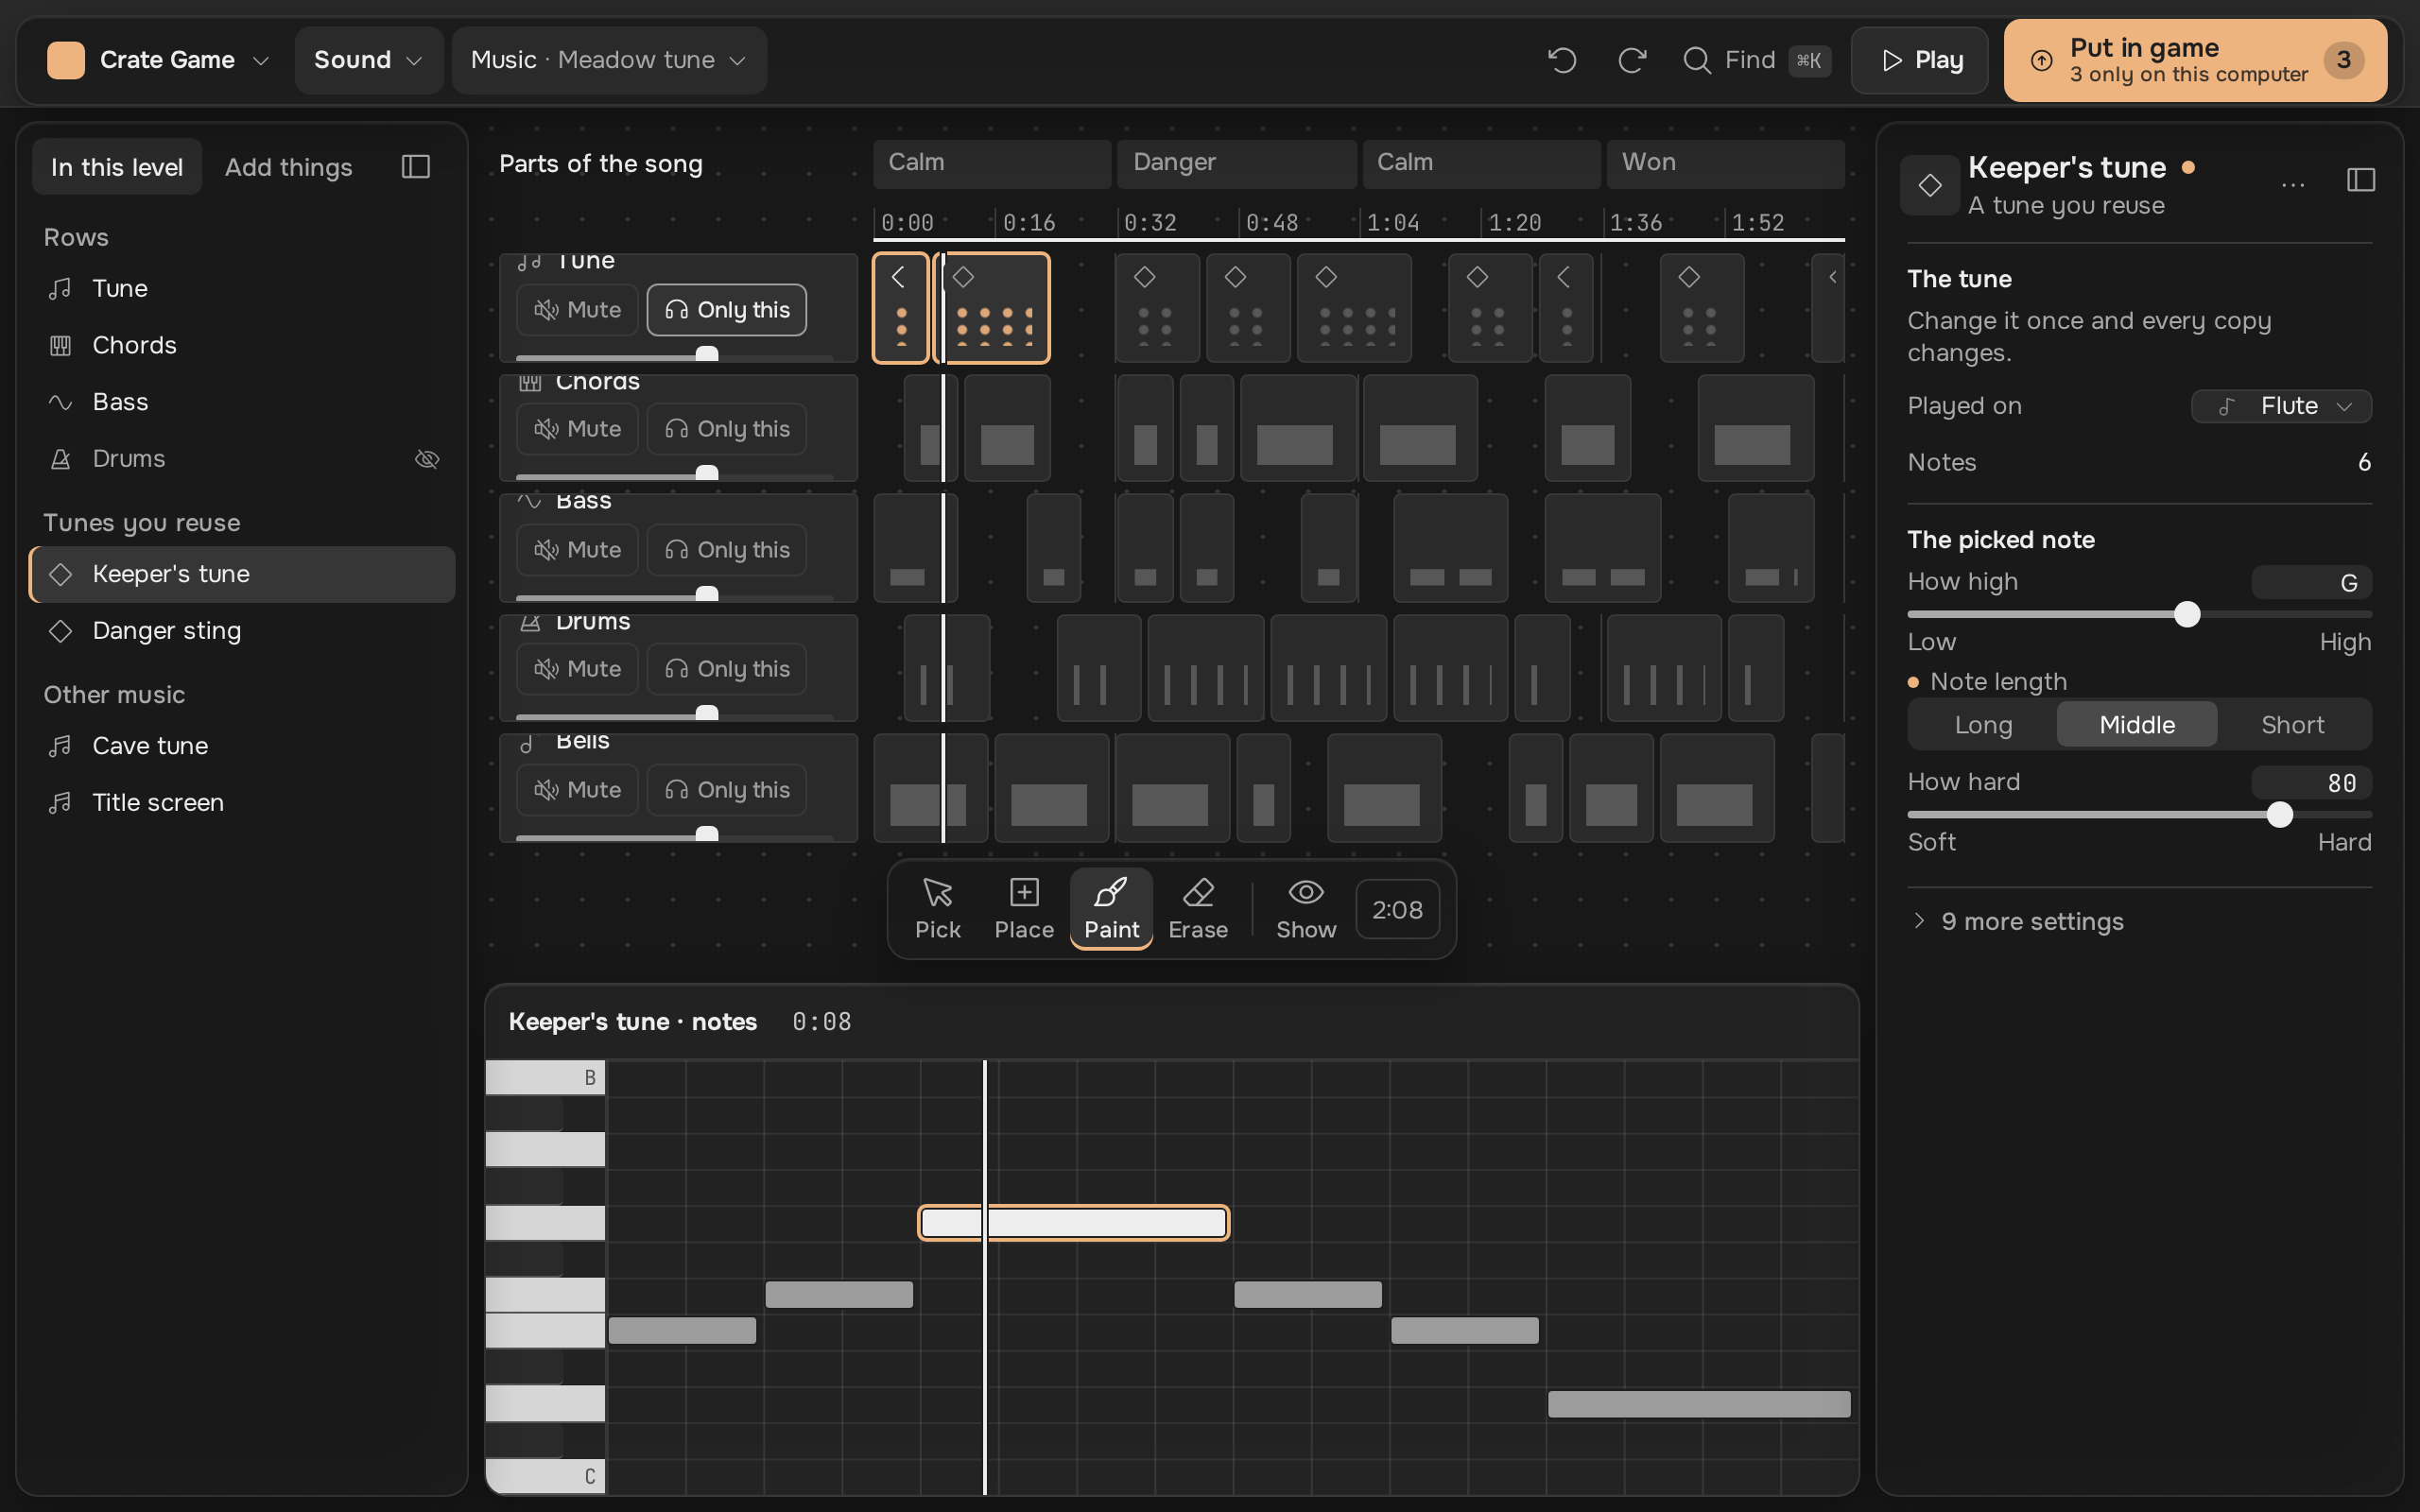 Crate Game
Sound
Music · Meadow tune
Find ⌘K
Play
Put in game
3 only on this computer
3
In this level
Add things
Rows
Tune
Chords
Bass
Drums
Tunes you reuse
Keeper's tune
Danger sting
Other music
Cave tune
Title screen
Parts of the song
Calm
Danger
Calm
Won
0:00
0:16
0:32
0:48
1:04
1:20
1:36
1:52
Tune
Mute
Only this
Chords
Mute
Only this
Bass
Mute
Only this
Drums
Mute
Only this
Bells
Mute
Only this
Pick
Place
Paint
Erase
Show
2:08
Keeper's tune · notes 0:08
B
C
Keeper's tune
A tune you reuse
The tune
Change it once and every copy
changes.
Played on
Flute
Notes
6
The picked note
How high
G
Low
High
Note length
Long
Middle
Short
How hard
80
Soft
Hard
9 more settings